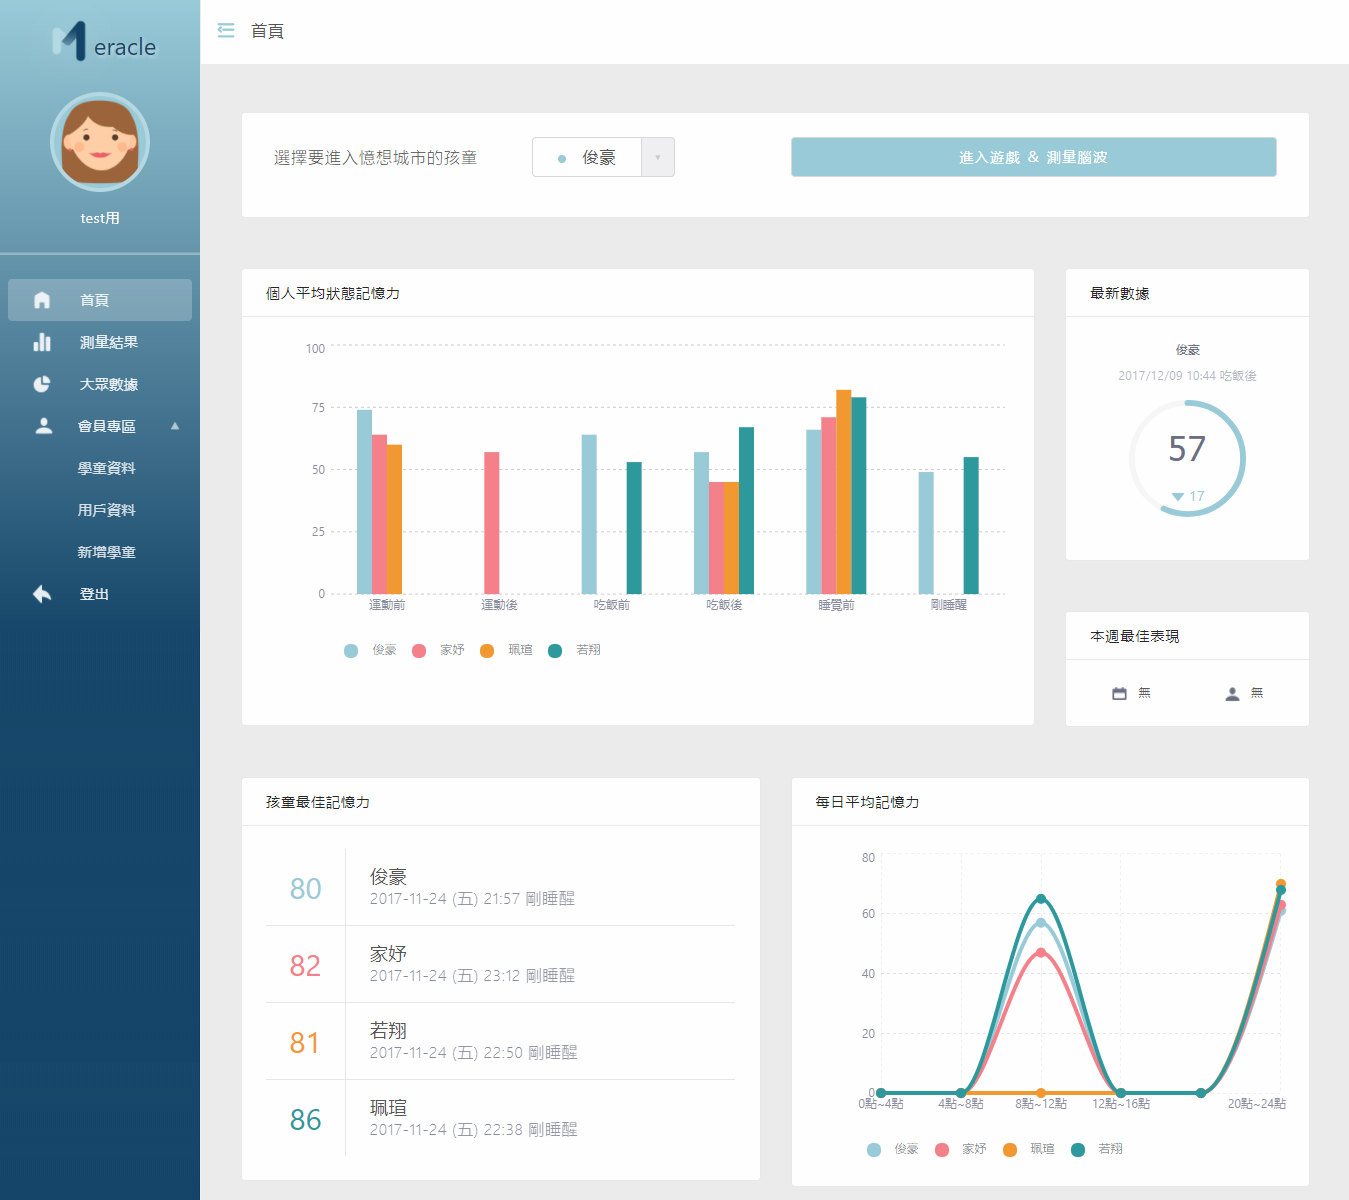 eracle
test用
首頁
測量結果
大眾數據
會員專區
學童資料
用戶資料
新增學童
登出
首頁
選擇要進入憶想城市的孩童
俊豪
進入遊戲 & 測量腦波
個人平均狀態記憶力
100
75
50
25
0
運動前 運動後 吃飯前 吃飯後 睡覺前 剛睡醒
俊豪 家妤 珮瑄 若翔
最新數據
俊豪
2017/12/09 10:44 吃飯後
57
17
本週最佳表現
無 無
孩童最佳記憶力
80
俊豪
2017-11-24 (五) 21:57 剛睡醒
82
家妤
2017-11-24 (五) 23:12 剛睡醒
81
若翔
2017-11-24 (五) 22:50 剛睡醒
86
珮瑄
2017-11-24 (五) 22:38 剛睡醒
每日平均記憶力
80
60
40
20
0
0點~4點 4點~8點 8點~12點 12點~16點 20點~24點
俊豪 家妤 珮瑄 若翔